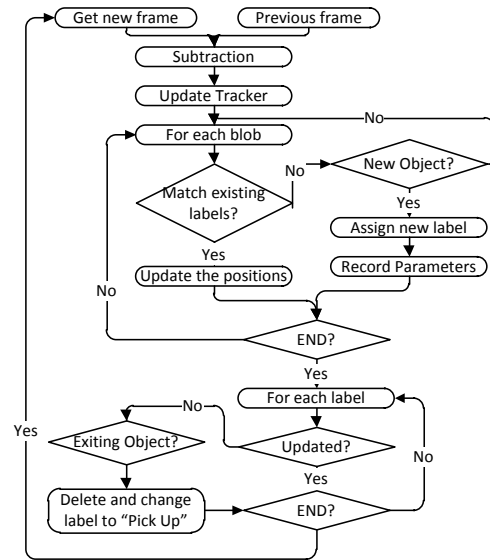 Get new frame
Previous frame
Subtraction
Update Tracker
No
For each blob
No
New Object?
Match existing
labels?
Yes
Assign new label
Yes
Update the positions
Record Parameters
No
END?
Yes
For each label
No
Yes
Exiting Object?
Updated?
No
Yes
Delete and change
label to “Pick Up”
END?